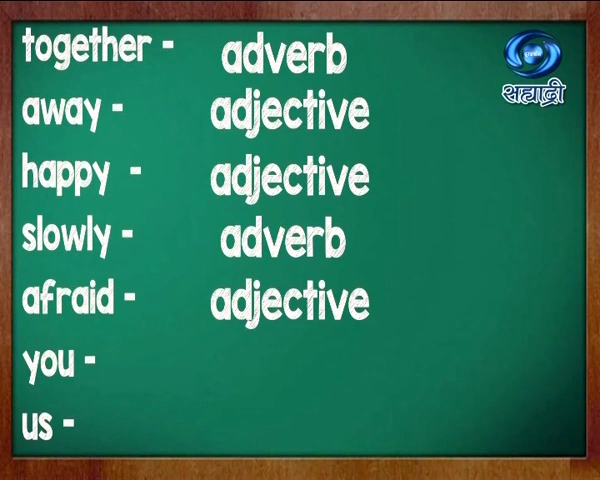 together - adverb
away - adjective
happy - adjective
slowly - adverb
afraid - adjective
you -
us -
सह्याद्री